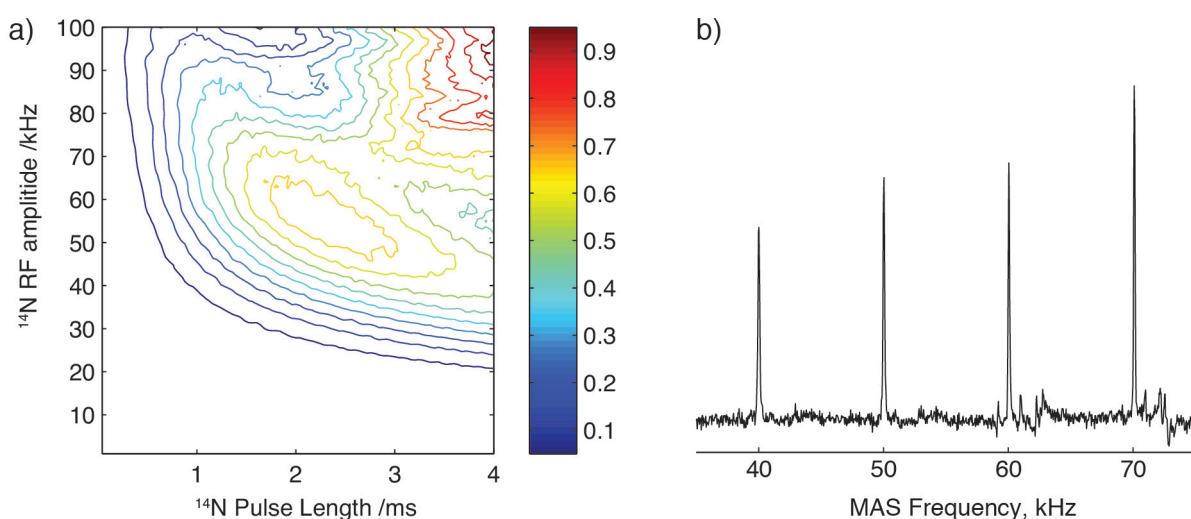 a)
¹⁴N RF amplitide /kHz
100
90
80
70
60
50
40
30
20
10
1 2 3 4
¹⁴N Pulse Length /ms
0.9
0.8
0.7
0.6
0.5
0.4
0.3
0.2
0.1
b)
40 50 60 70
MAS Frequency, kHz